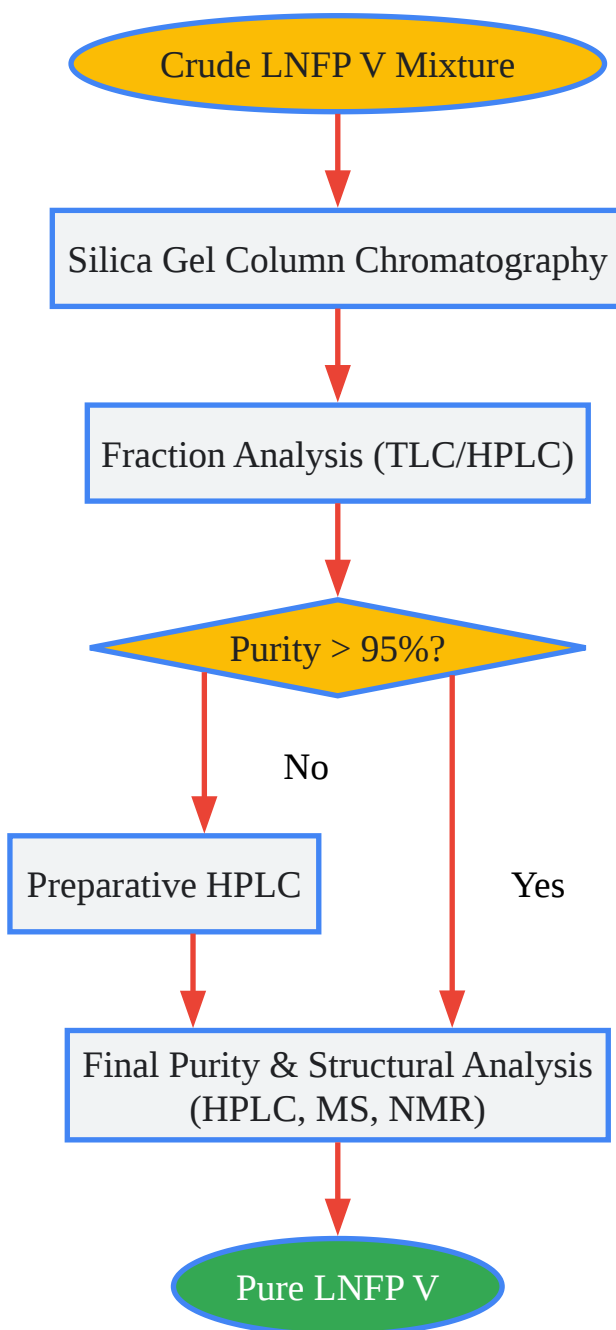 Crude LNFP V Mixture
Silica Gel Column Chromatography
Fraction Analysis (TLC/HPLC)
Purity > 95%?
No
Preparative HPLC
Yes
Final Purity & Structural Analysis
(HPLC, MS, NMR)
Pure LNFP V